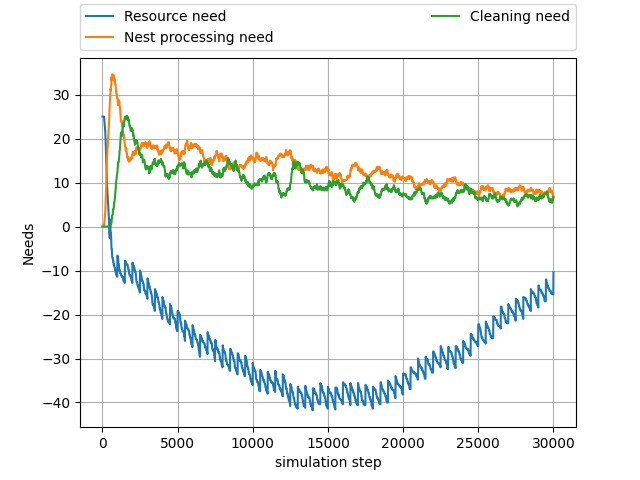 Resource need
Nest processing need
Cleaning need
30
20
10
0
−10
−20
−30
−40
Needs
0 5000 10000 15000 20000 25000 30000
simulation step